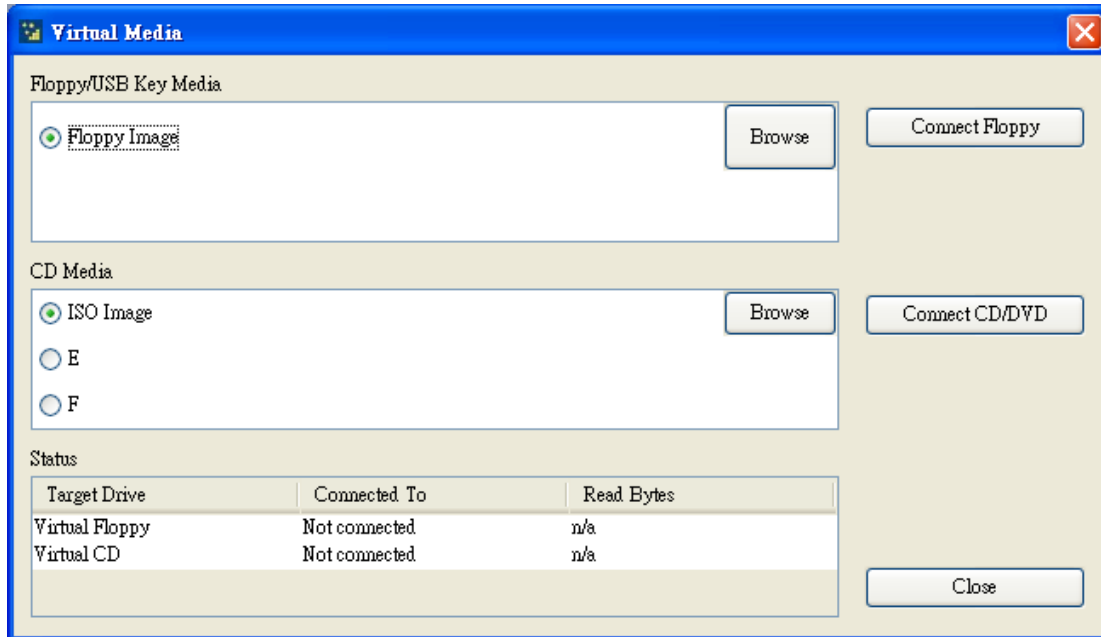 Virtual Media
Floppy/USB Key Media
Floppy Image Browse Connect Floppy
CD Media
ISO Image Browse Connect CD/DVD
E
F
Status
Target Drive Connected To Read Bytes
Virtual Floppy Not connected n/a
Virtual CD Not connected n/a
Close